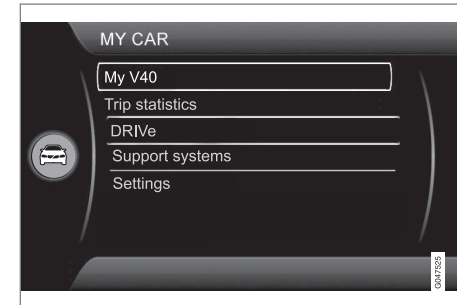 MY CAR
My V40
Trip statistics
DRIVe
Support systems
Settings
G047525